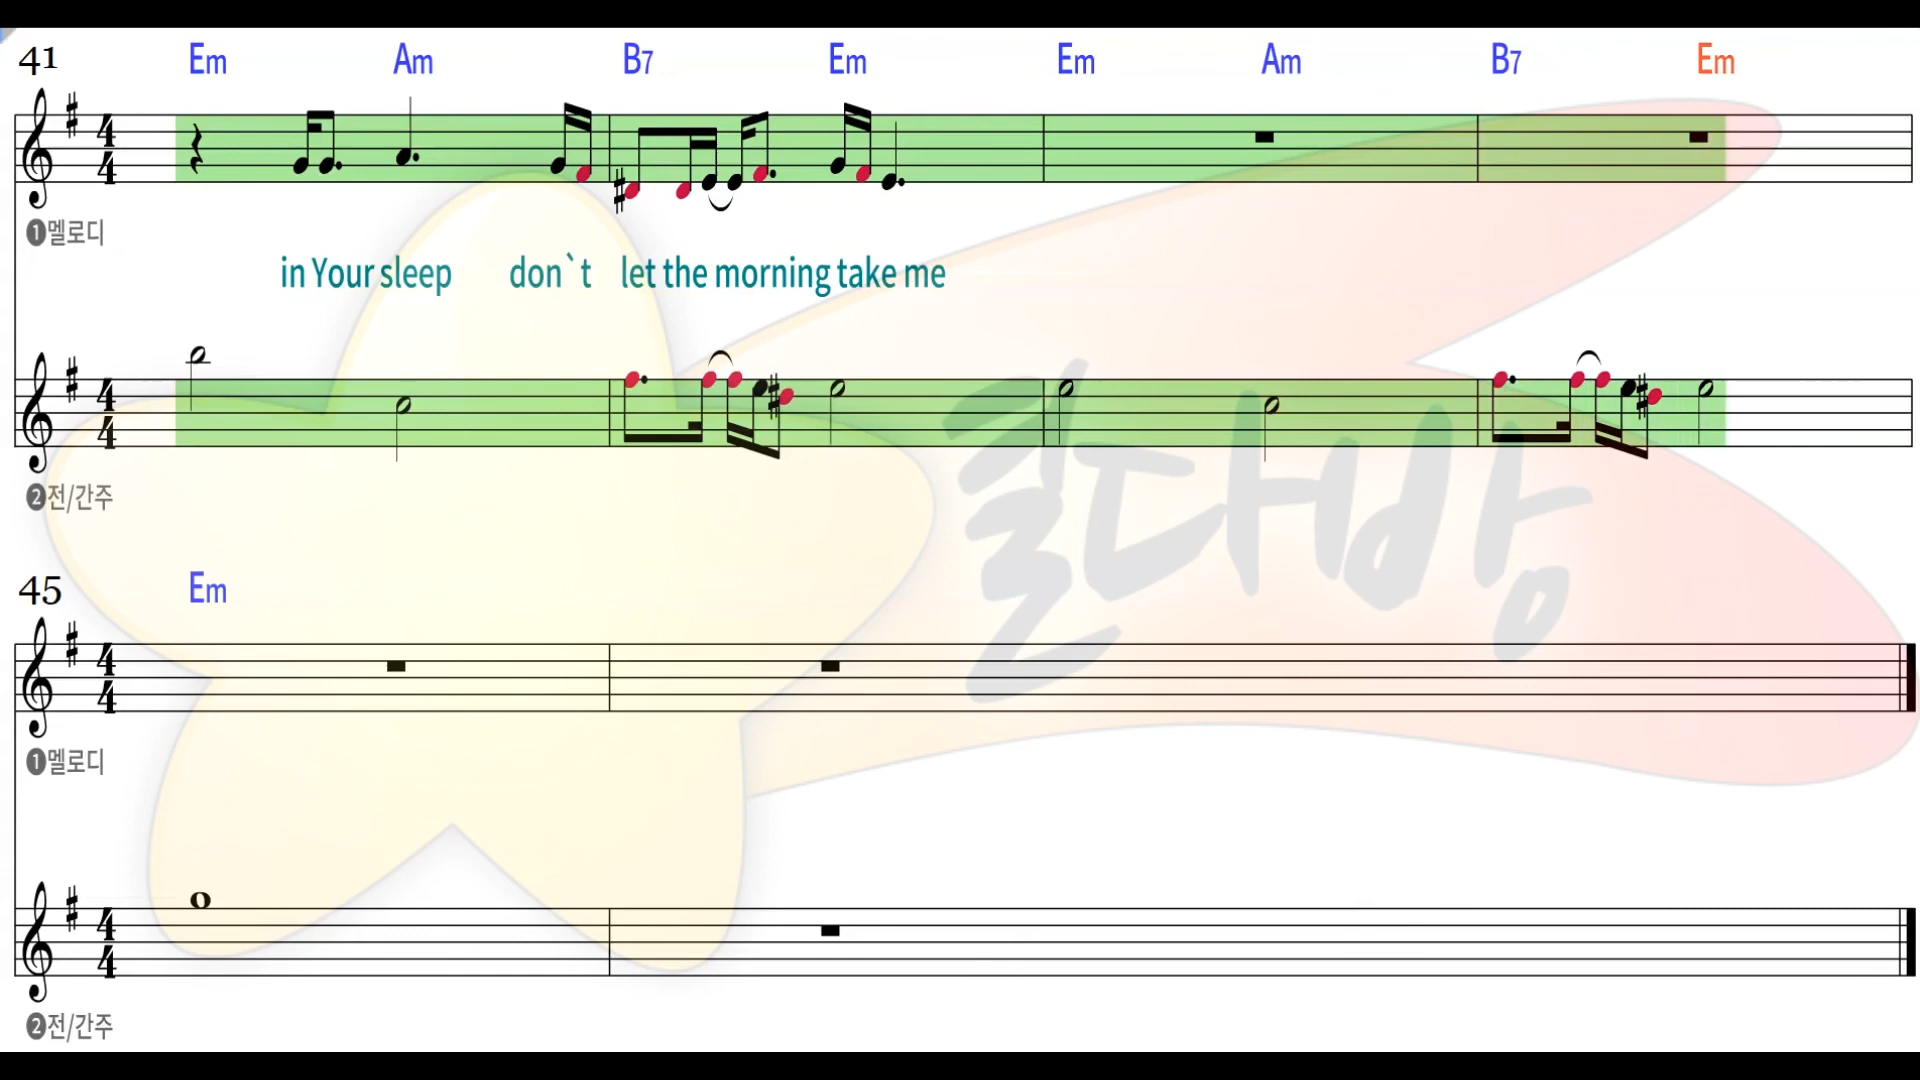 41 Em Am B7 Em Em Am B7 Em
❶멜로디
in Your sleep don`t let the morning take me
❷전/간주
45 Em
❶멜로디
❷전/간주